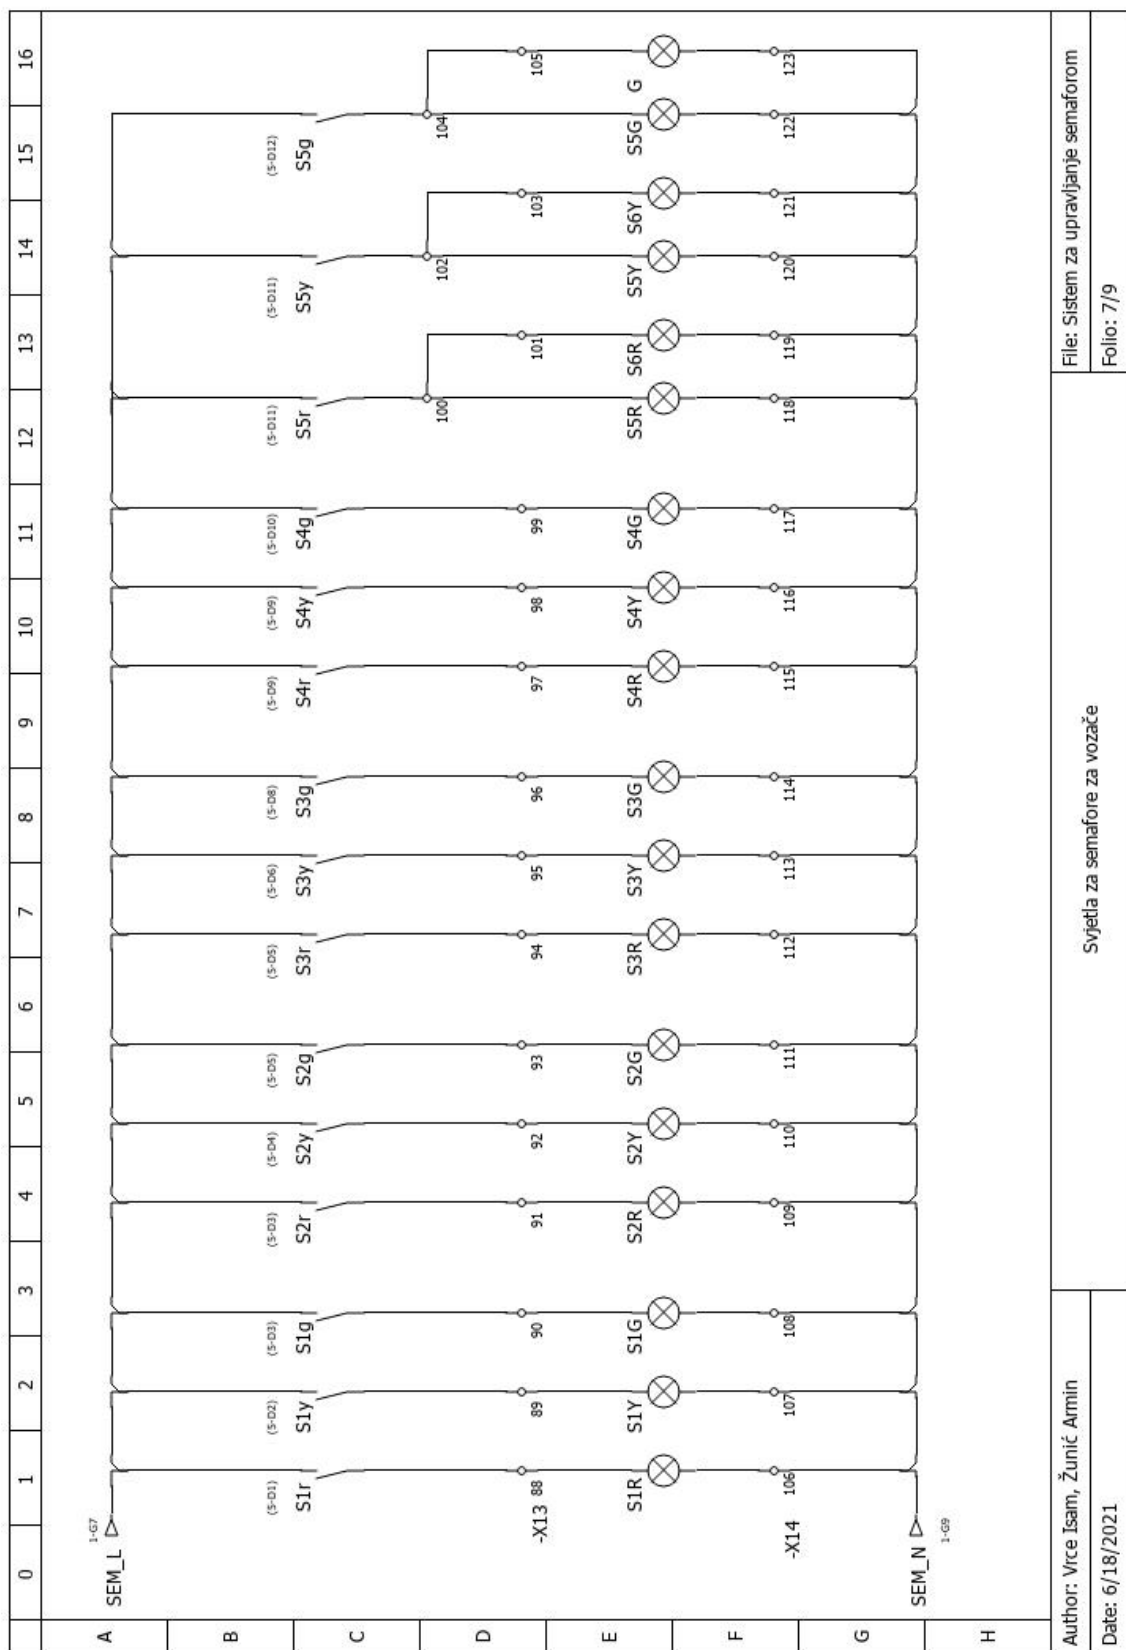 0 1 2 3 4 5 6 7 8 9 10 11 12 13 14 15 16
A
B
C
D
E
F
G
H
1-G7
SEM_L
(5-D1) (5-D2) (5-D3) (5-D3) (5-D4) (5-D5) (5-D5) (5-D6) (5-D8) (5-D9) (5-D9) (5-D10) (5-D11) (5-D11) (5-D12)
S1r S1y S1g S2r S2y S2g S3r S3y S3g S4r S4y S4g S5r S5y S5g
100 102 104
-X13 88 89 90 91 92 93 94 95 96 97 98 99 101 103 105
S1R S1Y S1G S2R S2Y S2G S3R S3Y S3G S4R S4Y S4G S5R S6R S5Y S6Y S5G G
-X14 106 107 108 109 110 111 112 113 114 115 116 117 118 119 120 121 122 123
SEM_N
1-G9
Author: Vrce Isam, Žunić Armin
Date: 6/18/2021
Svjetla za semafore za vozače
File: Sistem za upravljanje semaforom
Folio: 7/9